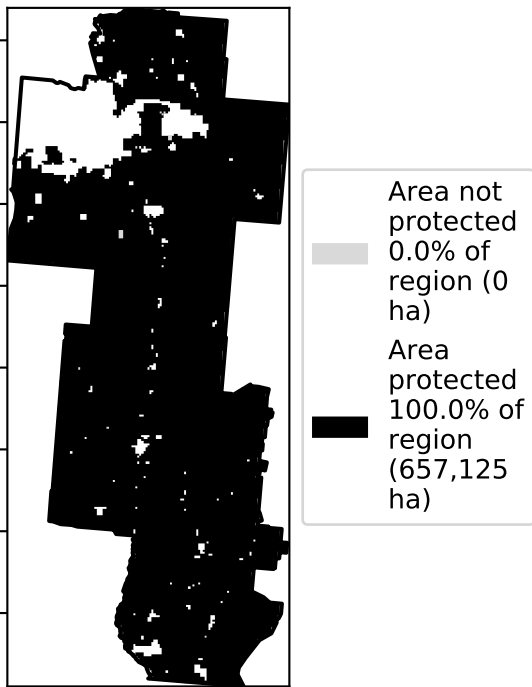 Area not
protected
0.0% of
region (0
ha)
Area
protected
100.0% of
region
(657,125
ha)